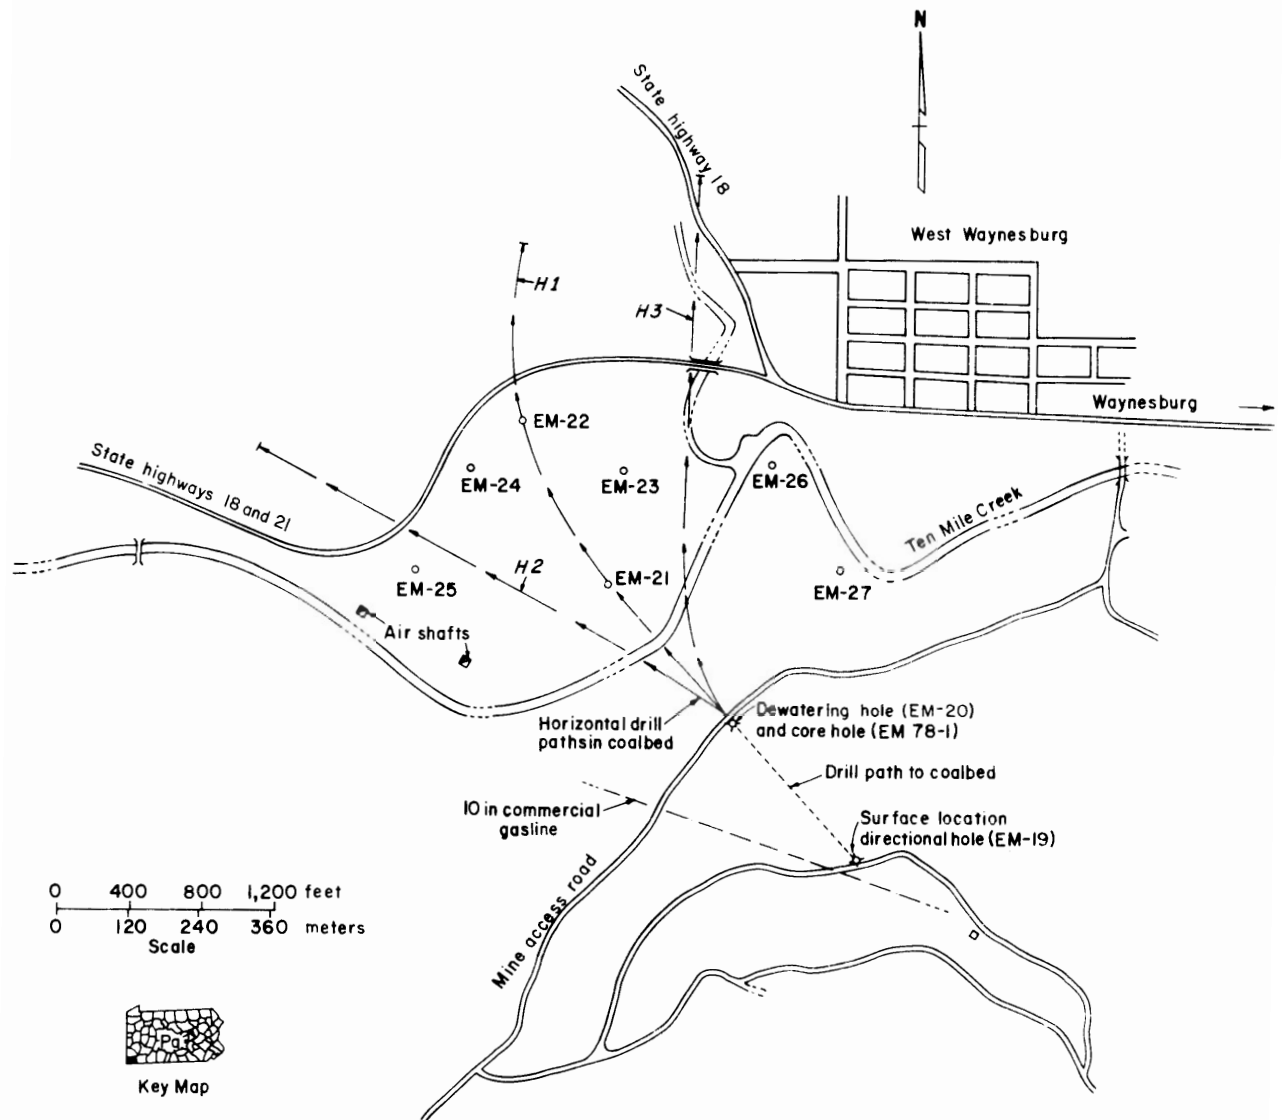 N
State highway 18
West Waynesburg
H1
H3
Waynesburg
EM-22
State highways 18 and 21
EM-24
EM-23
EM-26
Ten Mile Creek
H2
EM-21
EM-25
EM-27
Air shafts
Horizontal drill
pathsin coalbed
Dewatering hole (EM-20)
and core hole (EM 78-1)
Drill path to coalbed
10 in commercial
gasline
Surface location
directional hole (EM-19)
Mine access road
0 400 800 1,200 feet
0 120 240 360 meters
Scale
Pa.
Key Map